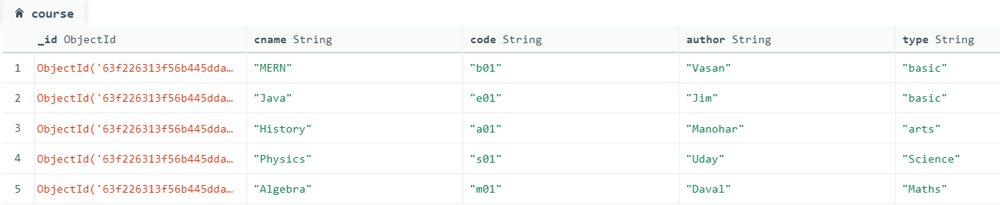 course
_id ObjectId cname String code String author String type String
1 ObjectId('63f226313f56b445dda… "MERN" "b01" "Vasan" "basic"
2 ObjectId('63f226313f56b445dda… "Java" "e01" "Jim" "basic"
3 ObjectId('63f226313f56b445dda… "History" "a01" "Manohar" "arts"
4 ObjectId('63f226313f56b445dda… "Physics" "s01" "Uday" "Science"
5 ObjectId('63f226313f56b445dda… "Algebra" "m01" "Daval" "Maths"